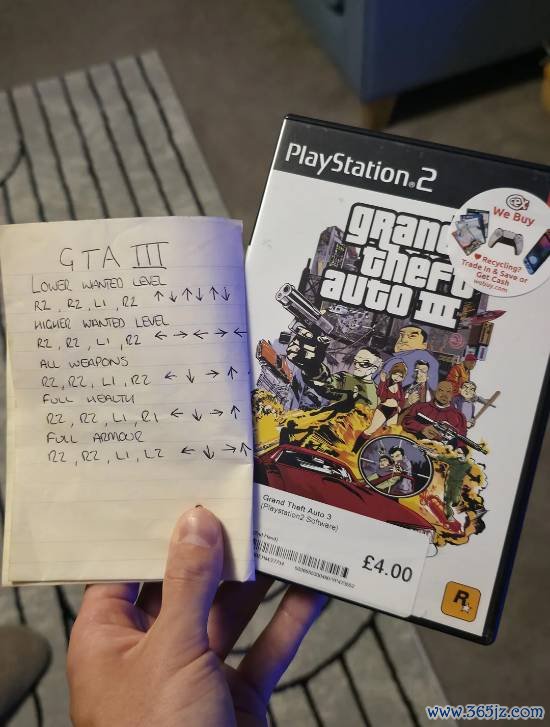 GTA III
LOWER WANTED LEVEL
R2, R2, L1, R2 ↑ ↓ ↑ ↓ ↑ ↓
HIGHER WANTED LEVEL
R2, R2, L1, R2 ← → ← → ←
ALL WEAPONS
R2, R2, L1, R2 ← ↓ → ↑
FULL HEALTH
R2, R2, L1, R1 ← ↓ → ↑
FULL ARMOUR
R2, R2, L1, L2 ← ↓ → ↑
PlayStation®2
grand
theft
auto III
CeX
We Buy
♥ Recycling?
Trade in & Save or
Get Cash
webuy.com
Grand Theft Auto 3
(Playstation2 Software)
£4.00
R
www.365jz.com